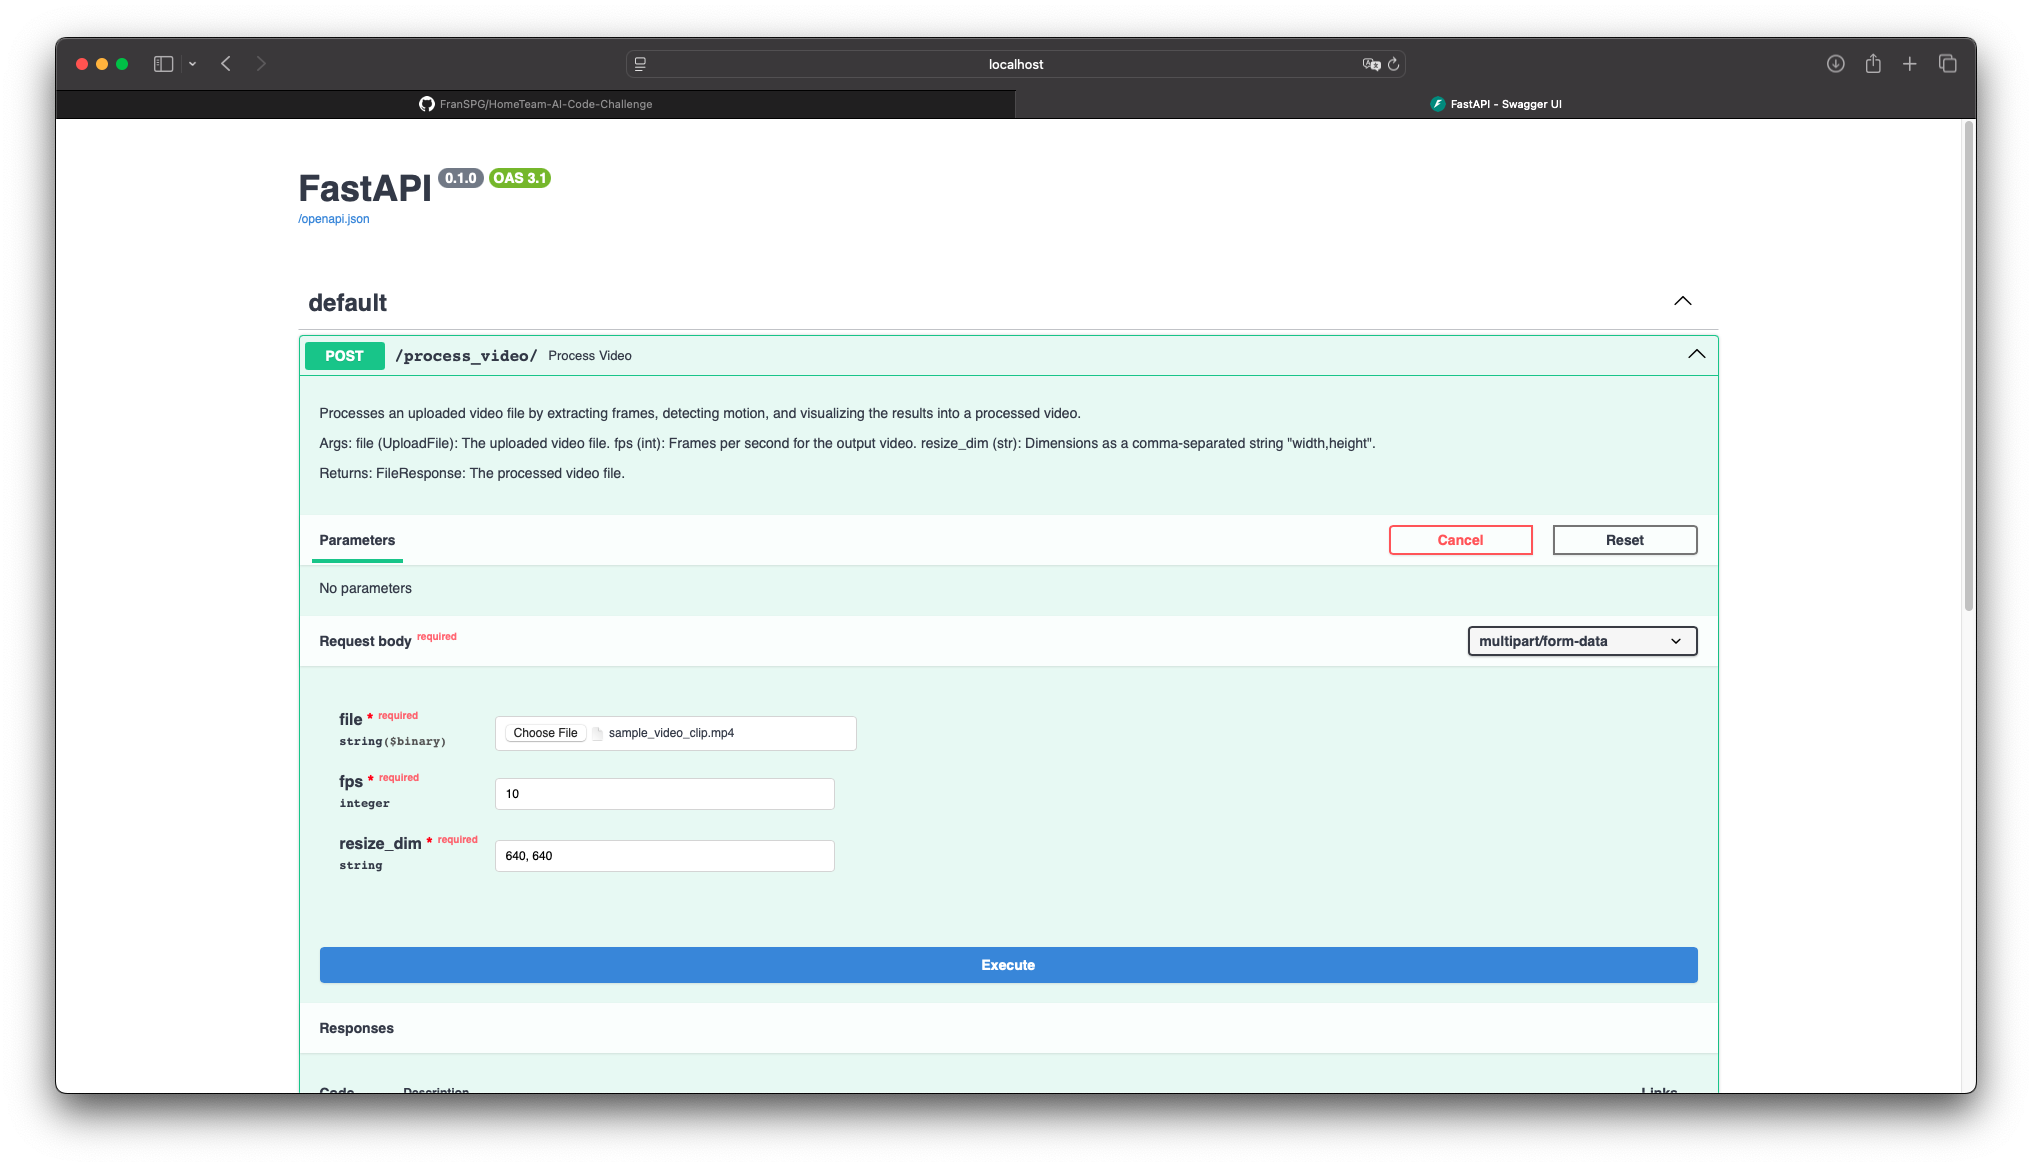 localhost
FranSPG/HomeTeam-AI-Code-Challenge
FastAPI - Swagger UI
FastAPI 0.1.0 OAS 3.1
/openapi.json
default
POST /process_video/ Process Video
Processes an uploaded video file by extracting frames, detecting motion, and visualizing the results into a processed video.
Args: file (UploadFile): The uploaded video file. fps (int): Frames per second for the output video. resize_dim (str): Dimensions as a comma-separated string "width,height".
Returns: FileResponse: The processed video file.
Parameters Cancel Reset
No parameters
Request body required multipart/form-data
file * required
string($binary) Choose File sample_video_clip.mp4
fps * required
integer 10
resize_dim * required
string 640, 640
Execute
Responses
Code Description Links